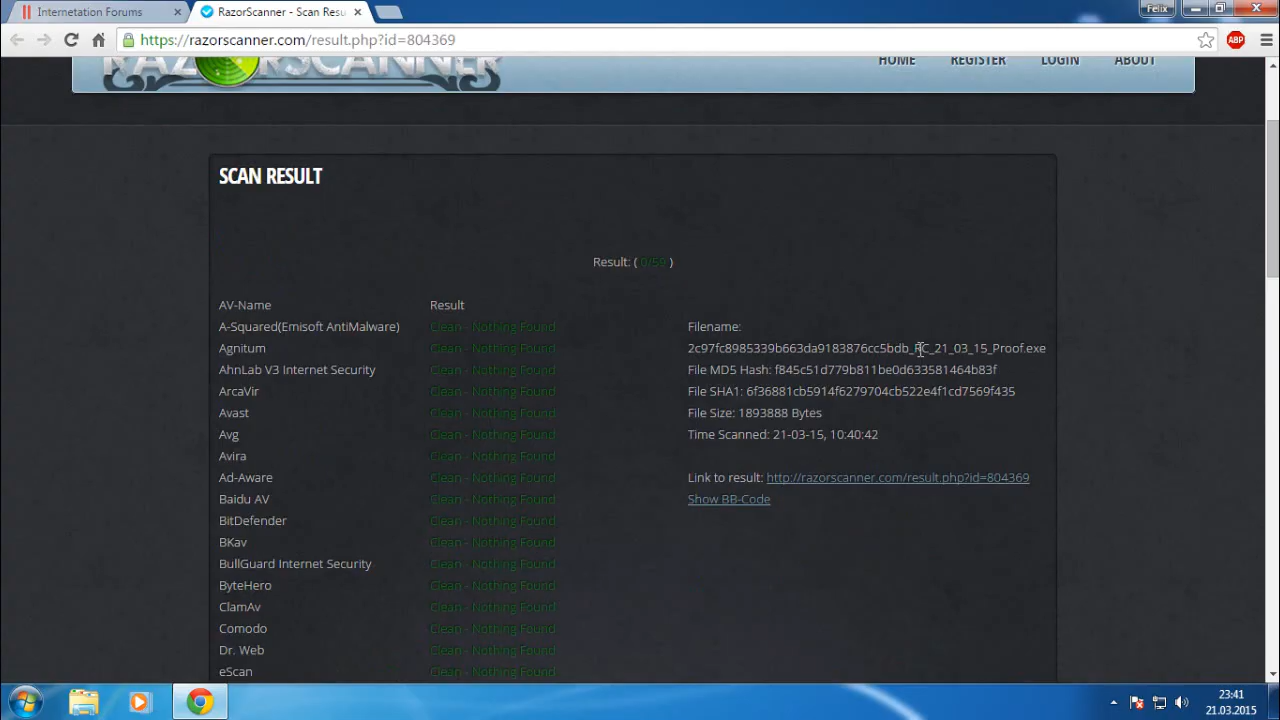 Internetation Forums
RazorScanner - Scan Resu
Felix
https://razorscanner.com/result.php?id=804369
ABP
RAZORSCANNER
HOME REGISTER LOGIN ABOUT
SCAN RESULT
Result: ( 0/59 )
AV-Name Result
A-Squared(Emisoft AntiMalware) Clean - Nothing Found Filename:
Agnitum Clean - Nothing Found 2c97fc8985339b663da9183876cc5bdb_FC_21_03_15_Proof.exe
AhnLab V3 Internet Security Clean - Nothing Found File MD5 Hash: f845c51d779b811be0d633581464b83f
ArcaVir Clean - Nothing Found File SHA1: 6f36881cb5914f6279704cb522e4f1cd7569f435
Avast Clean - Nothing Found File Size: 1893888 Bytes
Avg Clean - Nothing Found Time Scanned: 21-03-15, 10:40:42
Avira Clean - Nothing Found
Ad-Aware Clean - Nothing Found Link to result: http://razorscanner.com/result.php?id=804369
Baidu AV Clean - Nothing Found Show BB-Code
BitDefender Clean - Nothing Found
BKav Clean - Nothing Found
BullGuard Internet Security Clean - Nothing Found
ByteHero Clean - Nothing Found
ClamAv Clean - Nothing Found
Comodo Clean - Nothing Found
Dr. Web Clean - Nothing Found
eScan Clean - Nothing Found
23:41
21.03.2015